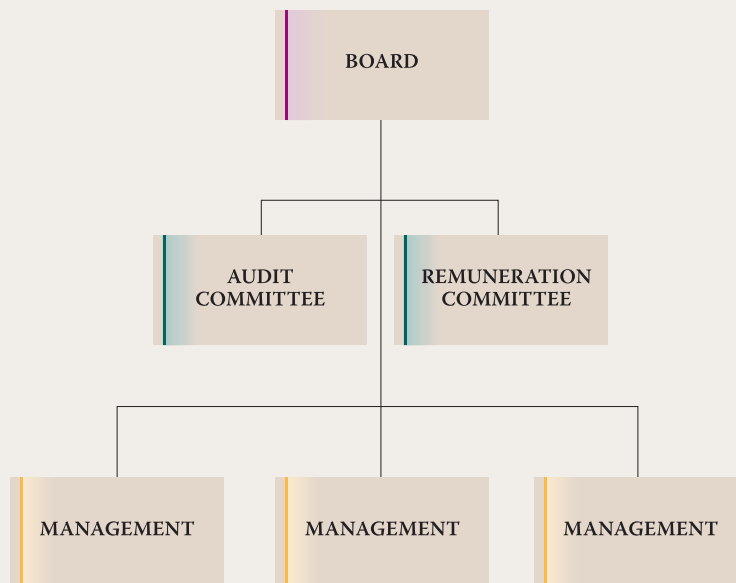 BOARD
AUDIT
COMMITTEE
REMUNERATION
COMMITTEE
MANAGEMENT
MANAGEMENT
MANAGEMENT